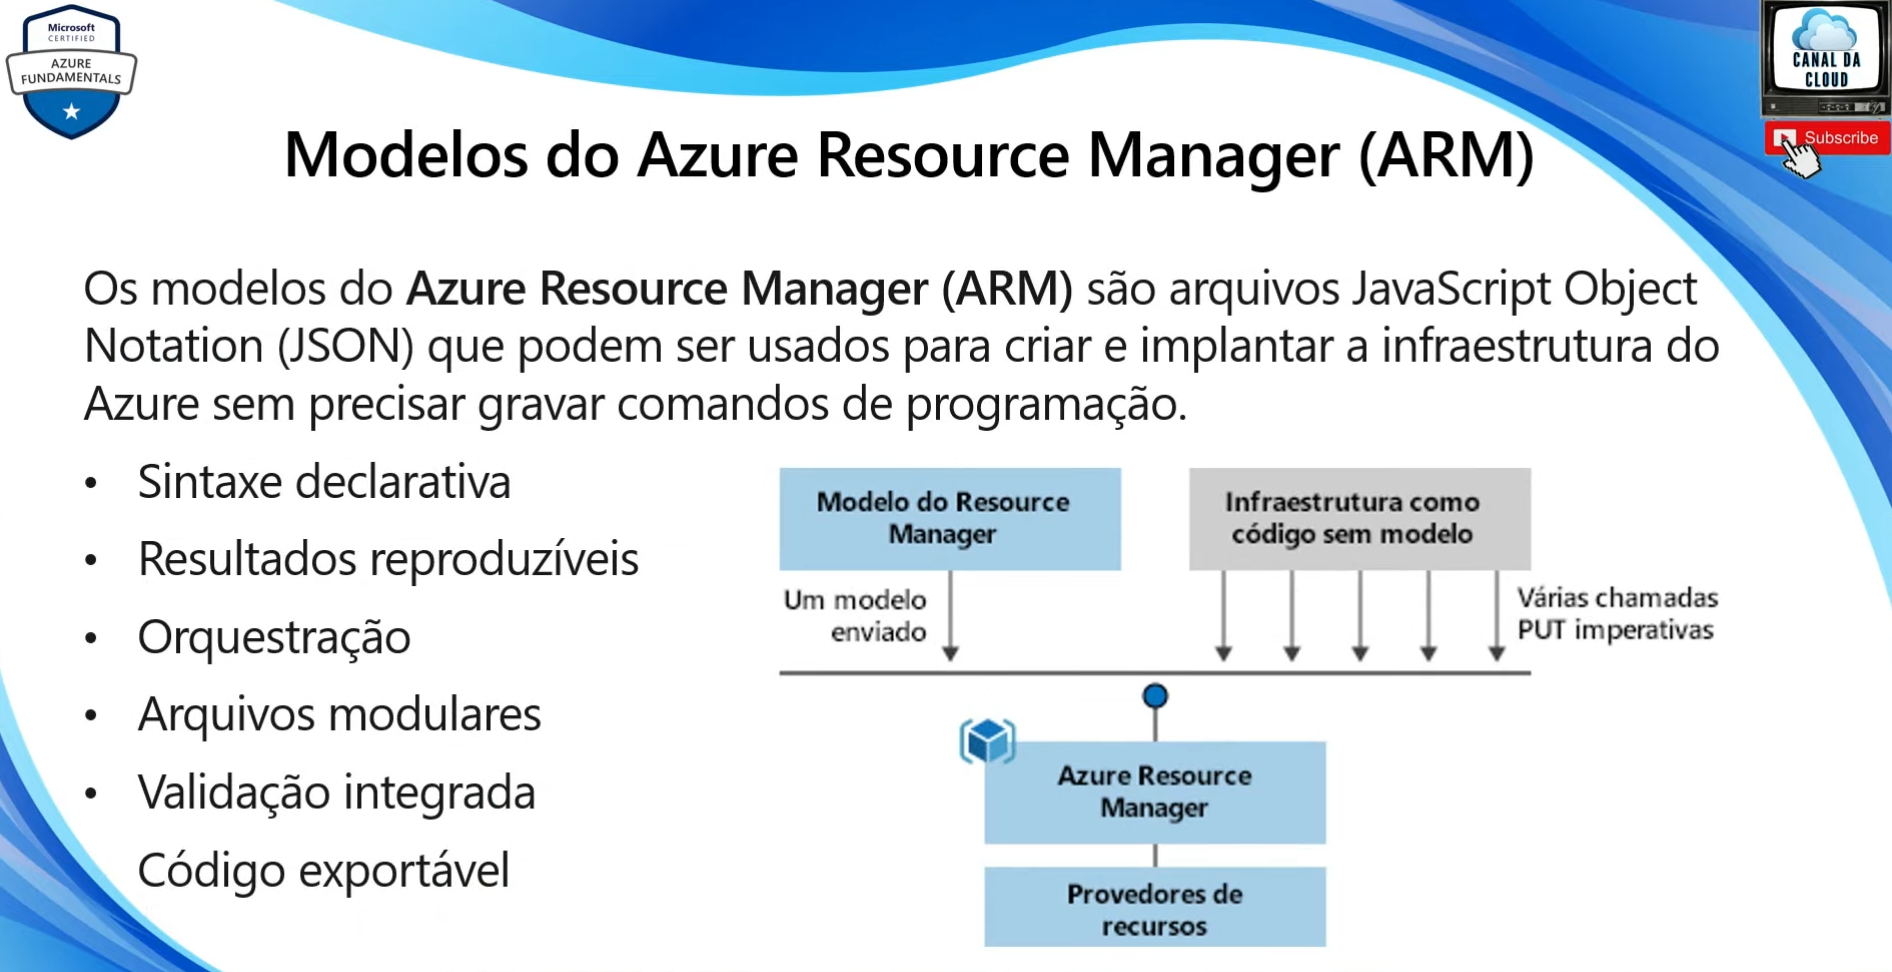 Microsoft
CERTIFIED
AZURE
FUNDAMENTALS
CANAL DA
CLOUD
Subscribe
Modelos do Azure Resource Manager (ARM)
Os modelos do Azure Resource Manager (ARM) são arquivos JavaScript Object
Notation (JSON) que podem ser usados para criar e implantar a infraestrutura do
Azure sem precisar gravar comandos de programação.
• Sintaxe declarativa
• Resultados reproduzíveis
• Orquestração
• Arquivos modulares
• Validação integrada
Código exportável
Modelo do Resource
Manager
Infraestrutura como
código sem modelo
Um modelo
enviado
Várias chamadas
PUT imperativas
Azure Resource
Manager
Provedores de
recursos